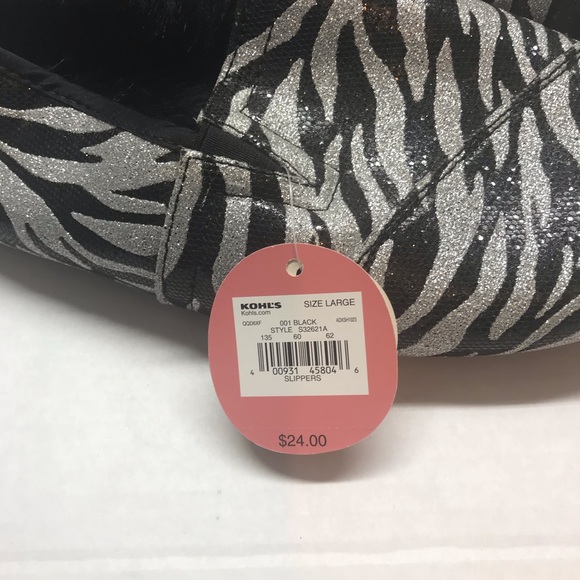 KOHL'S SIZE LARGE
Kohls.com
001 BLACK
STYLE S32621A
135 60 62
4 00931 45804 6
SLIPPERS
$24.00